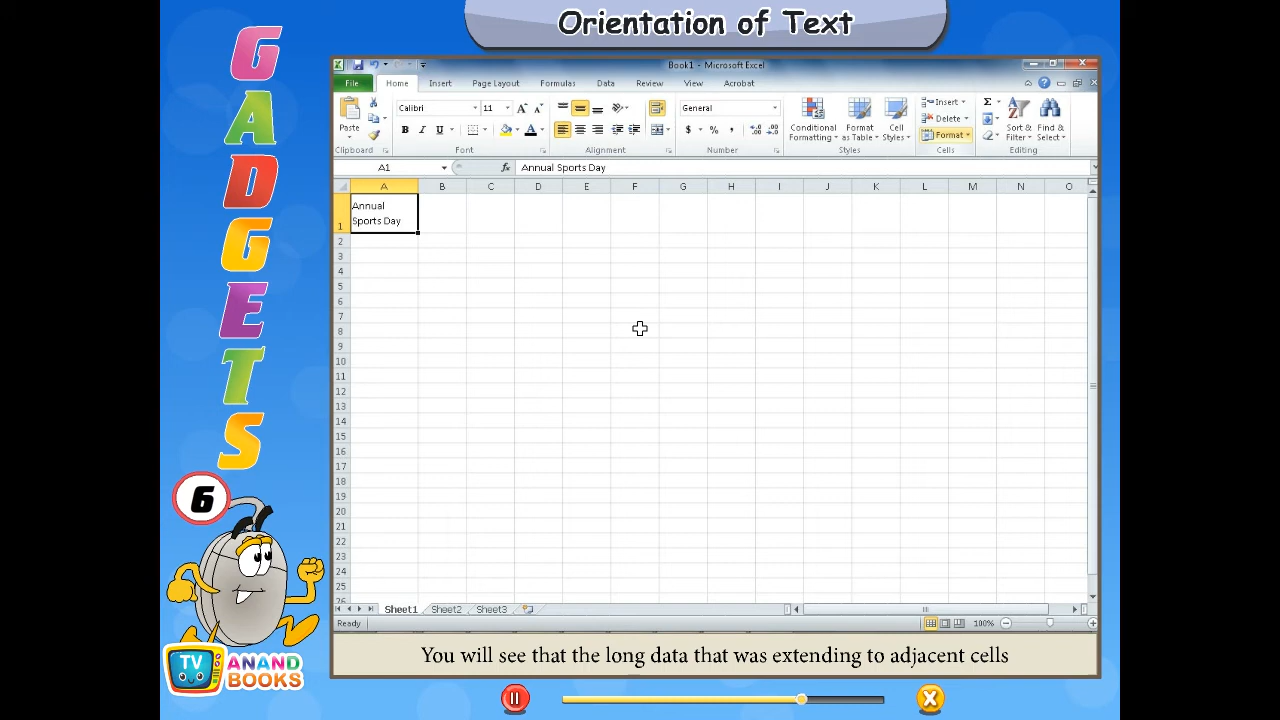 Orientation of Text
GADGETS
6
TV
ANAND
BOOKS
Book1 - Microsoft Excel
File Home Insert Page Layout Formulas Data Review View Acrobat
Calibri 11
General
Paste
B I U
A A
$ % ,
Conditional Formatting
Format as Table
Cell Styles
Insert
Delete
Format
Σ
Sort & Filter
Find & Select
Clipboard Font Alignment Number Styles Cells Editing
A1 fx Annual Sports Day
A B C D E F G H I J K L M N O
Annual
Sports Day
1
2
3
4
5
6
7
8
9
10
11
12
13
14
15
16
17
18
19
20
21
22
23
24
25
26
Sheet1 Sheet2 Sheet3
Ready 100%
You will see that the long data that was extending to adjacent cells